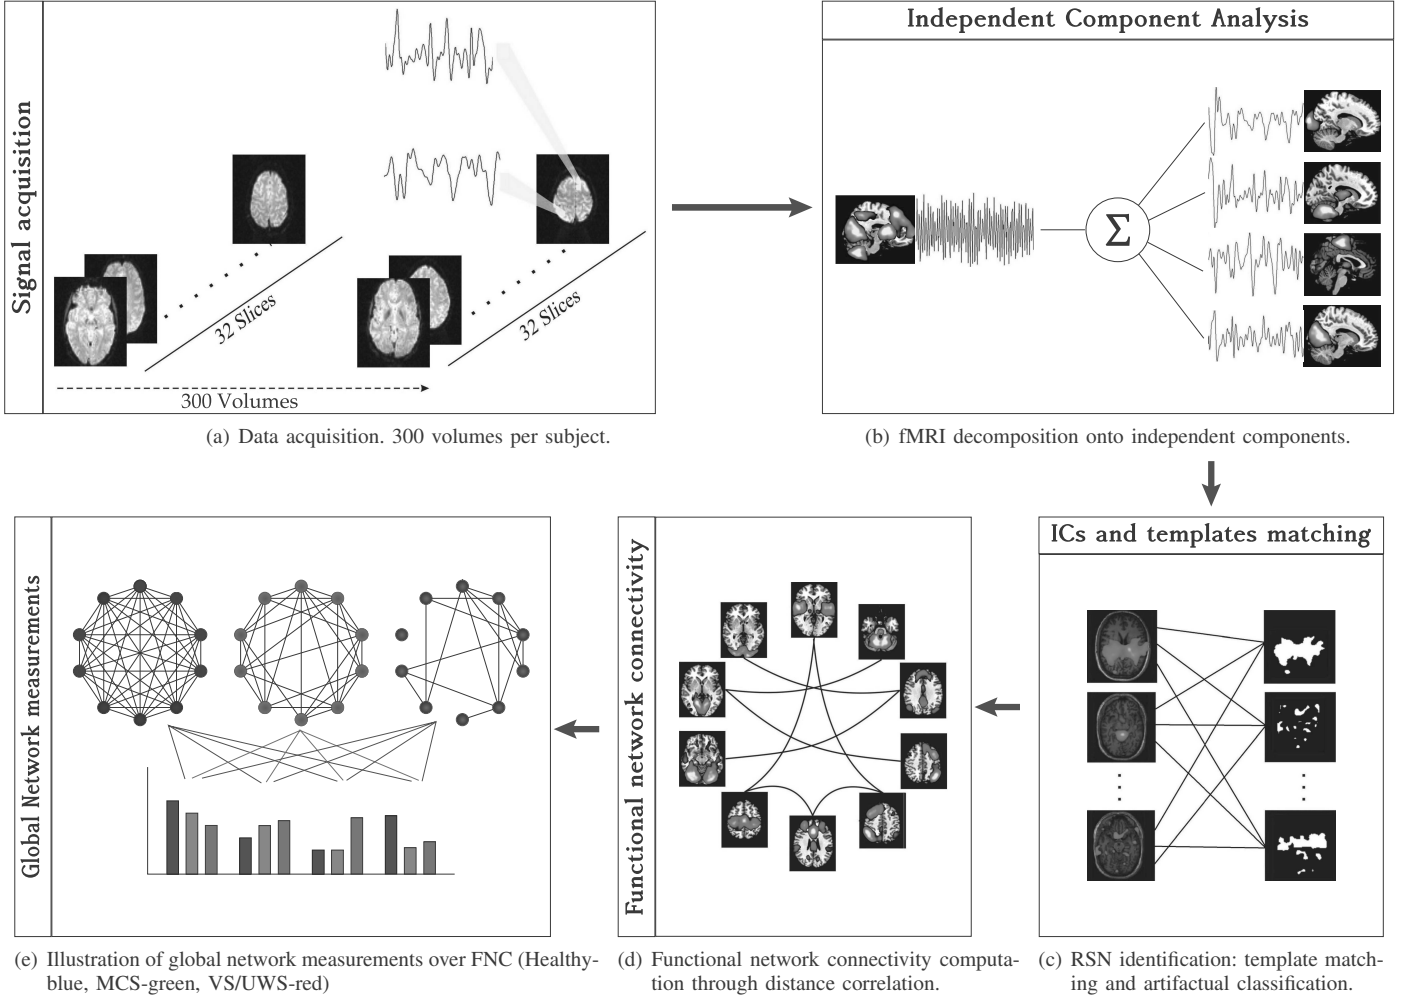 Signal acquisition
32 Slices
32 Slices
300 Volumes
(a) Data acquisition. 300 volumes per subject.
Independent Component Analysis
Σ
(b) fMRI decomposition onto independent components.
Global Network measurements
(e) Illustration of global network measurements over FNC (Healthy-
blue, MCS-green, VS/UWS-red)
Functional network connectivity
(d) Functional network connectivity computa-
tion through distance correlation.
ICs and templates matching
(c) RSN identification: template match-
ing and artifactual classification.